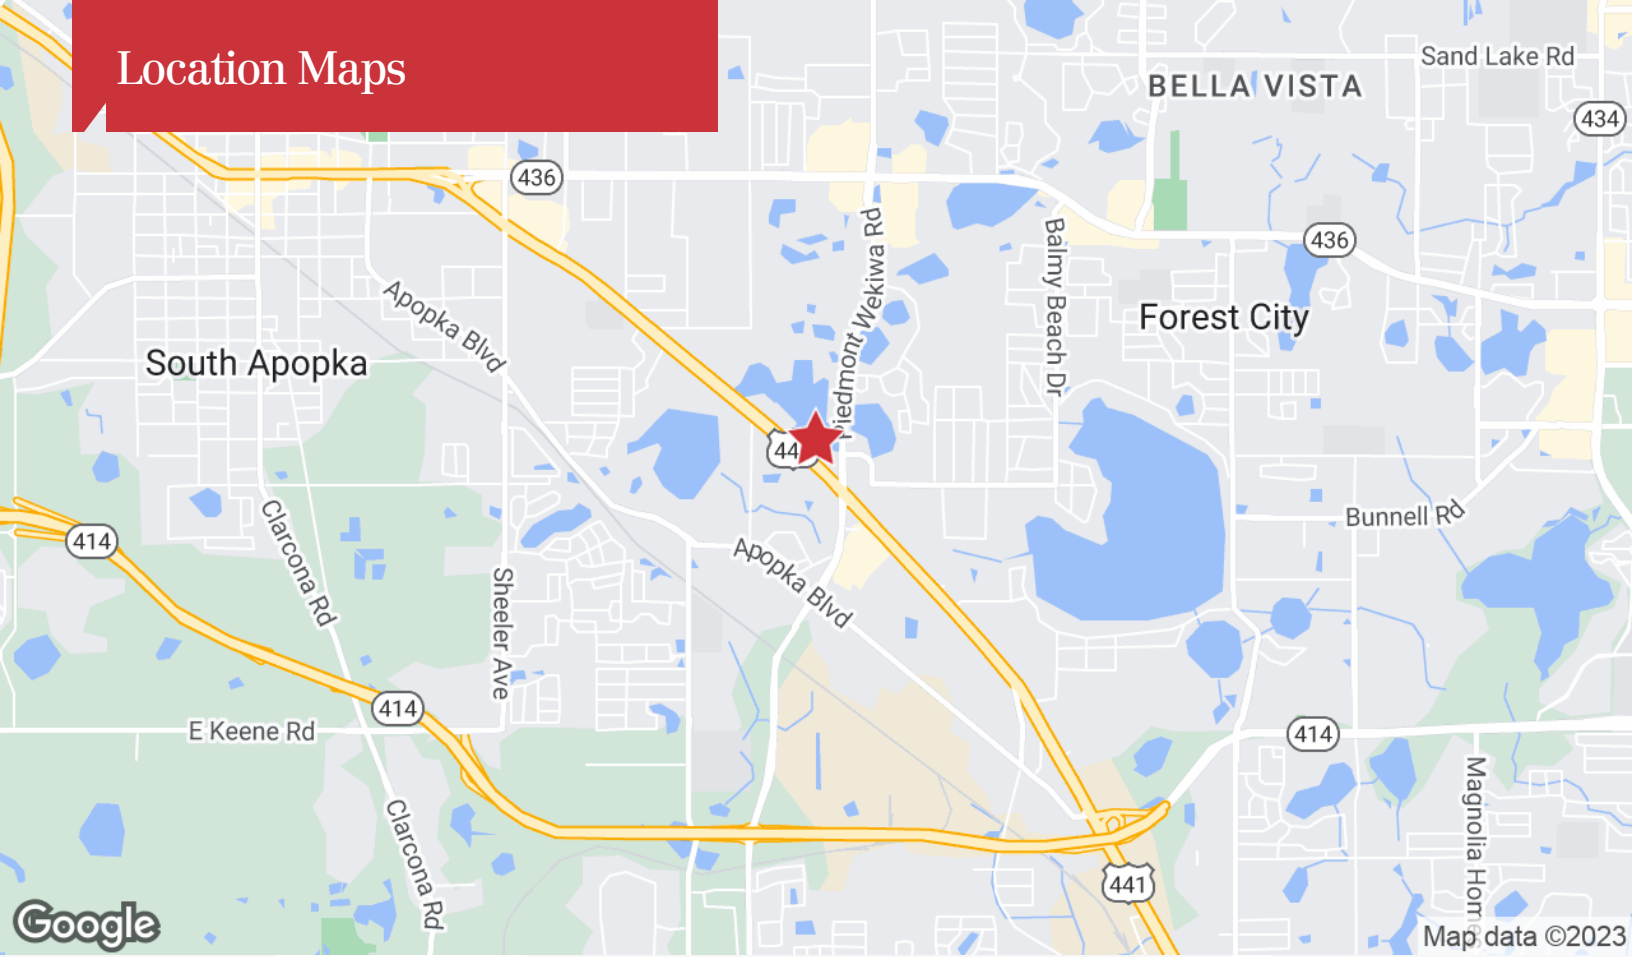 Location Maps
Sand Lake Rd
BELLA VISTA
434
436
Piedmont Wekiwa Rd
Balmy Beach Dr
436
Apopka Blvd
Forest City
South Apopka
44
Clarcona Rd
Bunnell Rd
414
Apopka Blvd
Sheeler Ave
414
E Keene Rd
414
Magnolia Homes
Clarcona Rd
441
Google
Map data ©2023